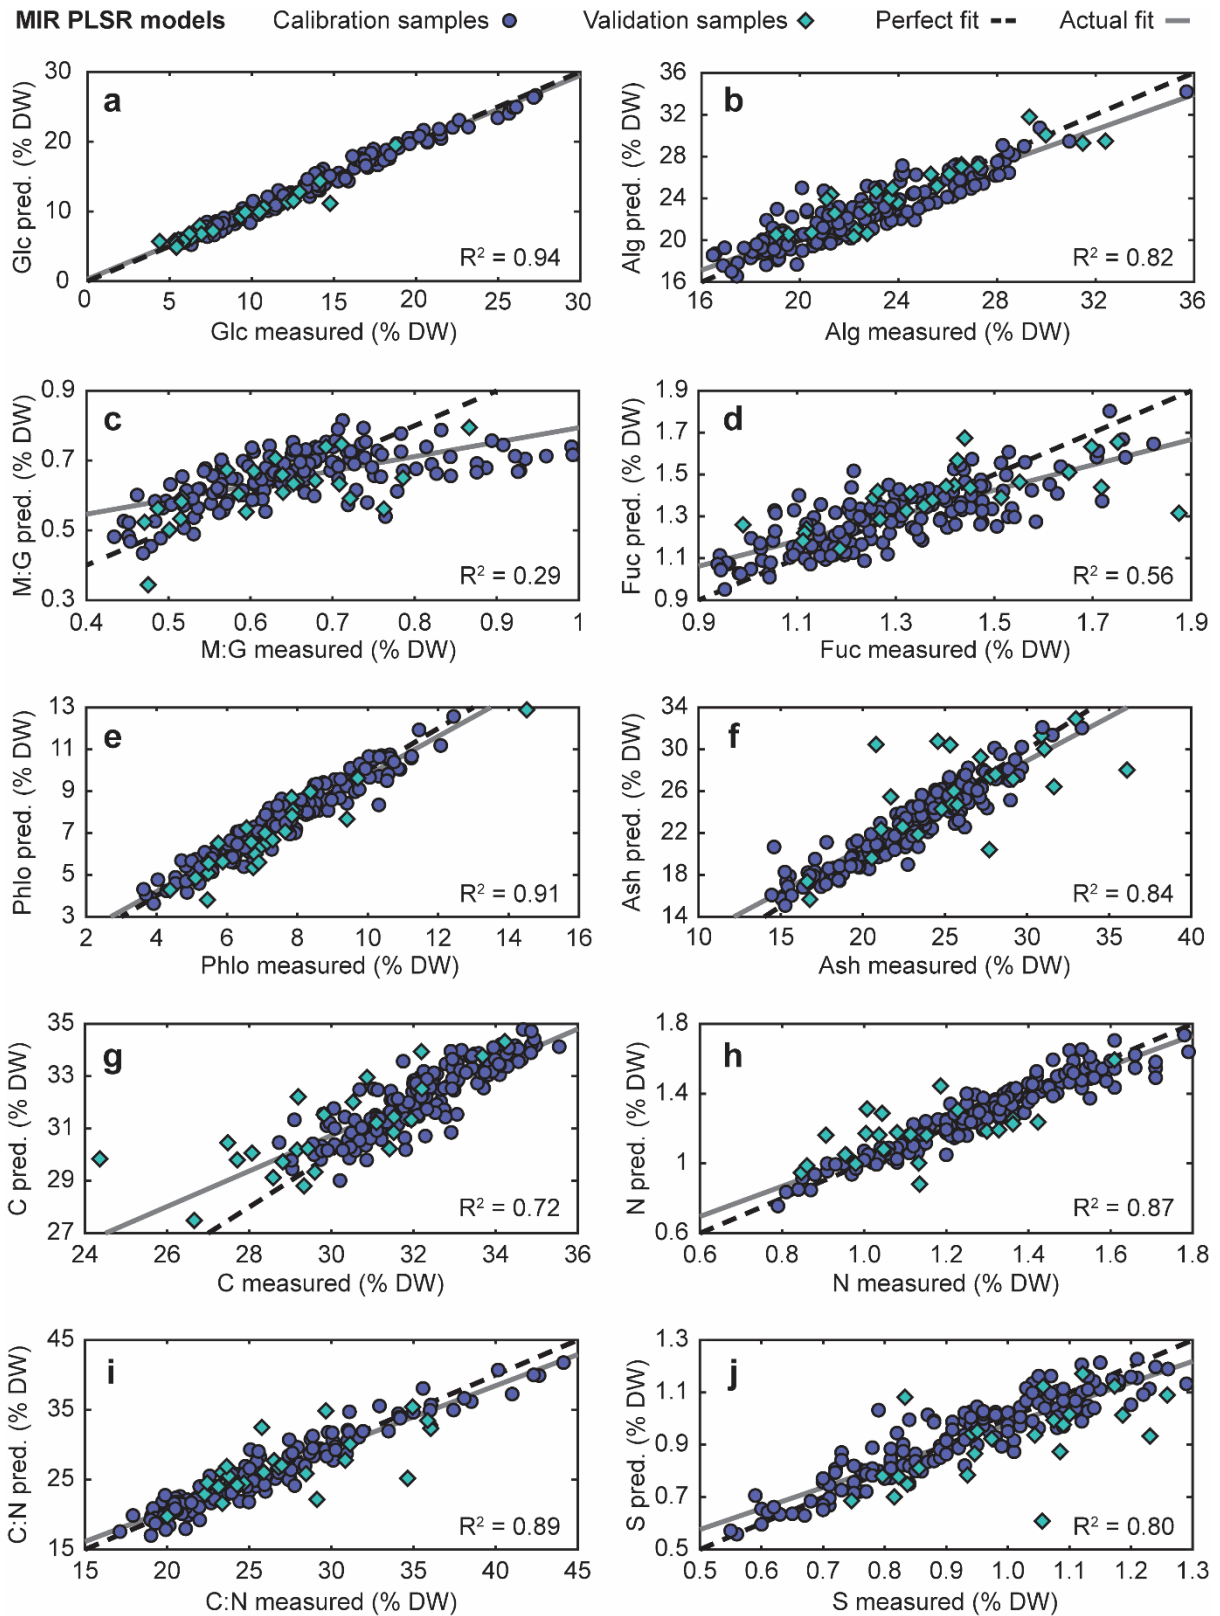 MIR PLSR models Calibration samples Validation samples Perfect fit Actual fit
a
Glc pred. (% DW)
30
20
10
0
R² = 0.94
0 5 10 15 20 25 30
Glc measured (% DW)
b
Alg pred. (% DW)
36
32
28
24
20
16
R² = 0.82
16 20 24 28 32 36
Alg measured (% DW)
c
M:G pred. (% DW)
0.9
0.7
0.5
0.3
R² = 0.29
0.4 0.5 0.6 0.7 0.8 0.9 1
M:G measured (% DW)
d
Fuc pred. (% DW)
1.9
1.7
1.5
1.3
1.1
0.9
R² = 0.56
0.9 1.1 1.3 1.5 1.7 1.9
Fuc measured (% DW)
e
Phlo pred. (% DW)
13
11
9
7
5
3
R² = 0.91
2 4 6 8 10 12 14 16
Phlo measured (% DW)
f
Ash pred. (% DW)
34
30
26
22
18
14
R² = 0.84
10 15 20 25 30 35 40
Ash measured (% DW)
g
C pred. (% DW)
35
33
31
29
27
R² = 0.72
24 26 28 30 32 34 36
C measured (% DW)
h
N pred. (% DW)
1.8
1.4
1
0.6
R² = 0.87
0.6 0.8 1.0 1.2 1.4 1.6 1.8
N measured (% DW)
i
C:N pred. (% DW)
45
35
25
15
R² = 0.89
15 20 25 30 35 40 45
C:N measured (% DW)
j
S pred. (% DW)
1.3
1.1
0.9
0.7
0.5
R² = 0.80
0.5 0.6 0.7 0.8 0.9 1.0 1.1 1.2 1.3
S measured (% DW)